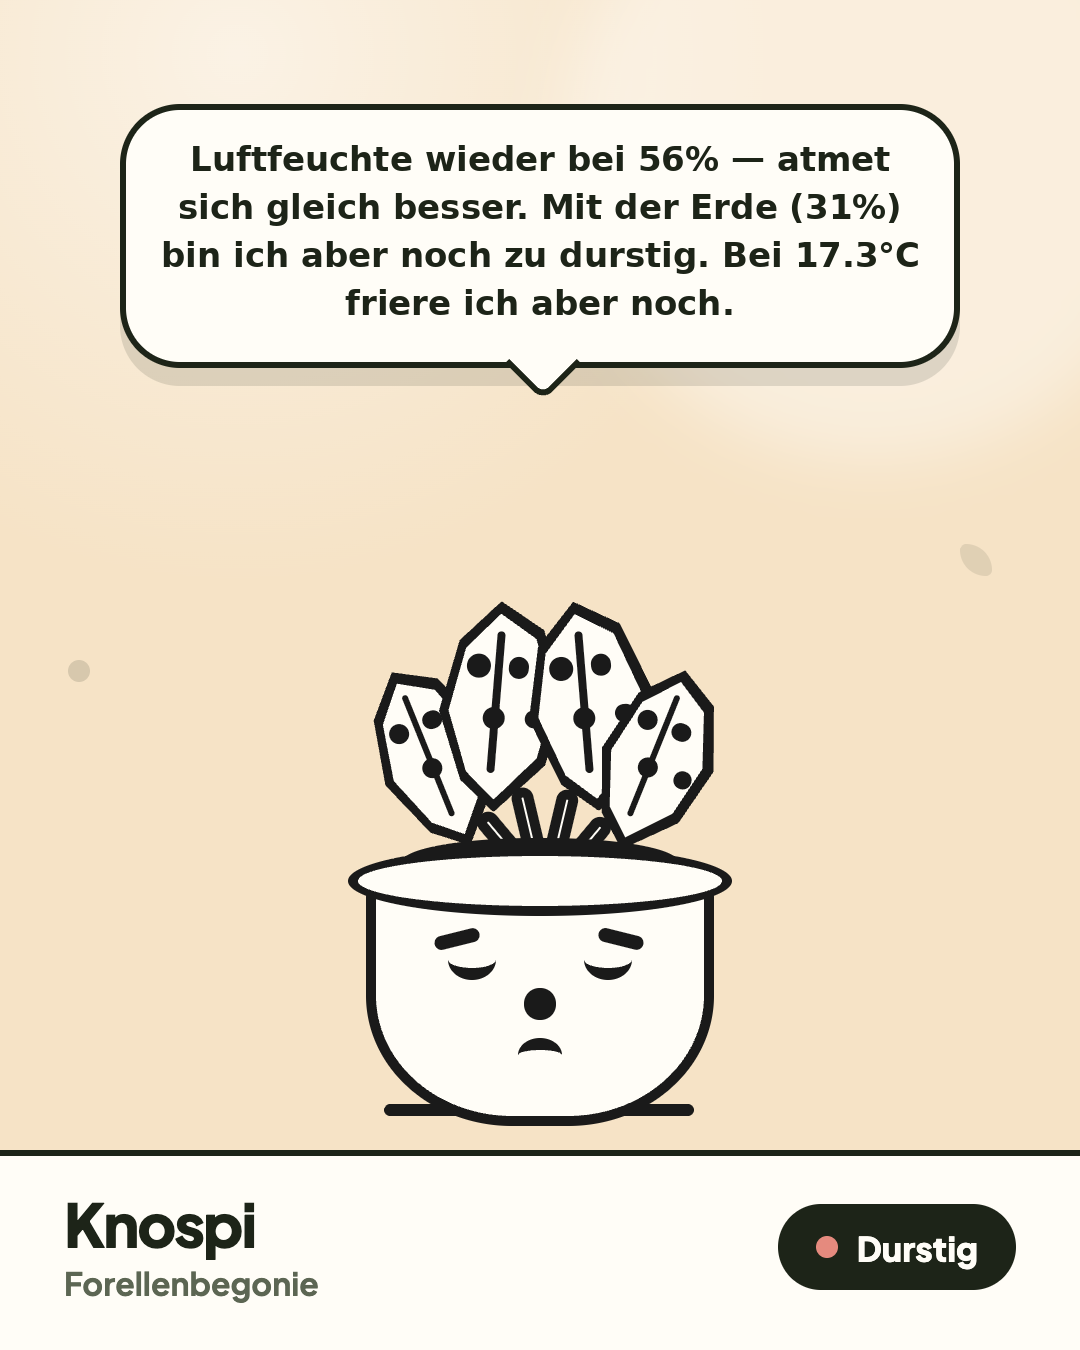 Luftfeuchte wieder bei 56% — atmet
sich gleich besser. Mit der Erde (31%)
bin ich aber noch zu durstig. Bei 17.3°C
friere ich aber noch.
Knospi
Forellenbegonie
Durstig